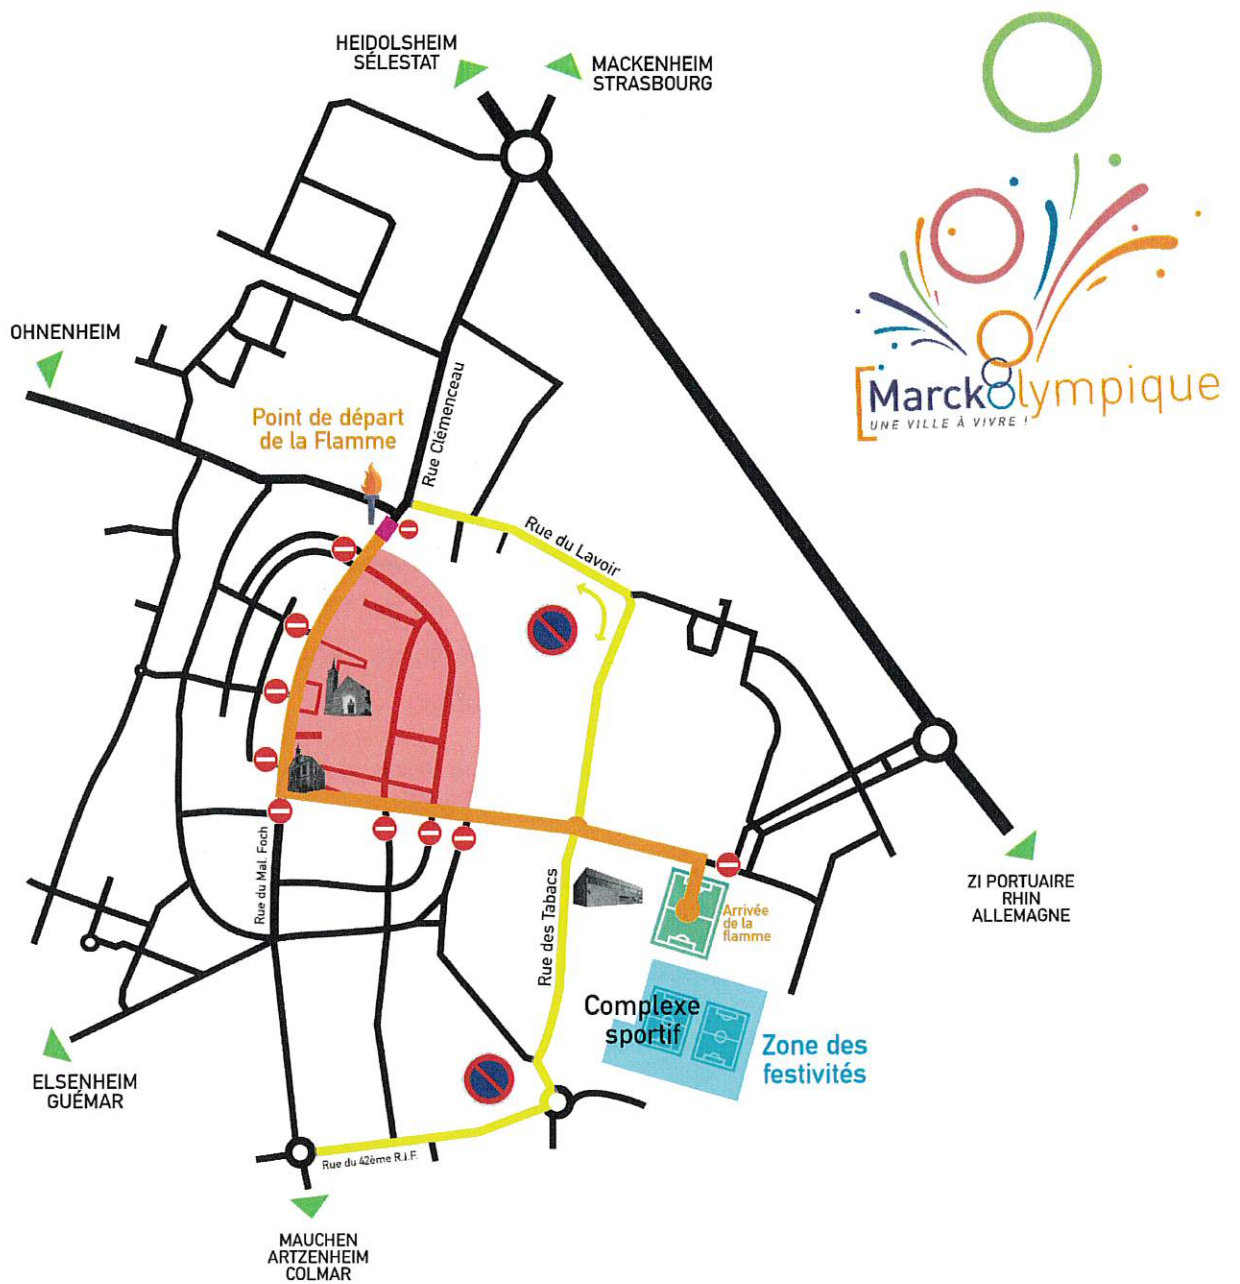 HEIDOLSHEIM
SÉLESTAT
MACKENHEIM
STRASBOURG
OHNENHEIM
Marckolympique
UNE VILLE À VIVRE !
Point de départ
de la Flamme
Rue Clémenceau
Rue du Lavoir
Rue du Mal. Foch
Rue des Tabacs
Arrivée
de la
flamme
ZI PORTUAIRE
RHIN
ALLEMAGNE
Complexe
sportif
Zone des
festivités
ELSENHEIM
GUÉMAR
Rue du 42ème R.I.F.
MAUCHEN
ARTZENHEIM
COLMAR